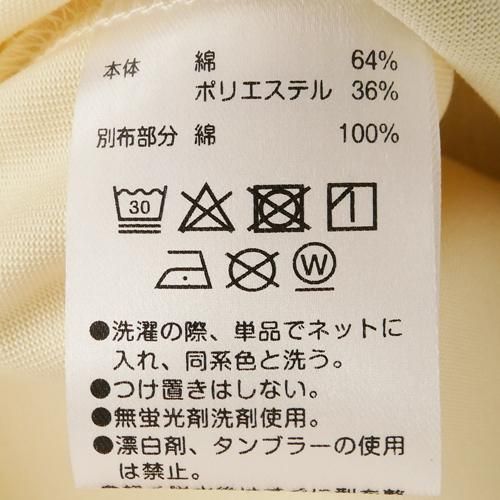 本体 綿 64%
ポリエステル 36%
別布部分 綿 100%
30
W
●洗濯の際、単品でネットに
入れ、同系色と洗う。
●つけ置きはしない。
●無蛍光剤洗剤使用。
●漂白剤、タンブラーの使用
は禁止。